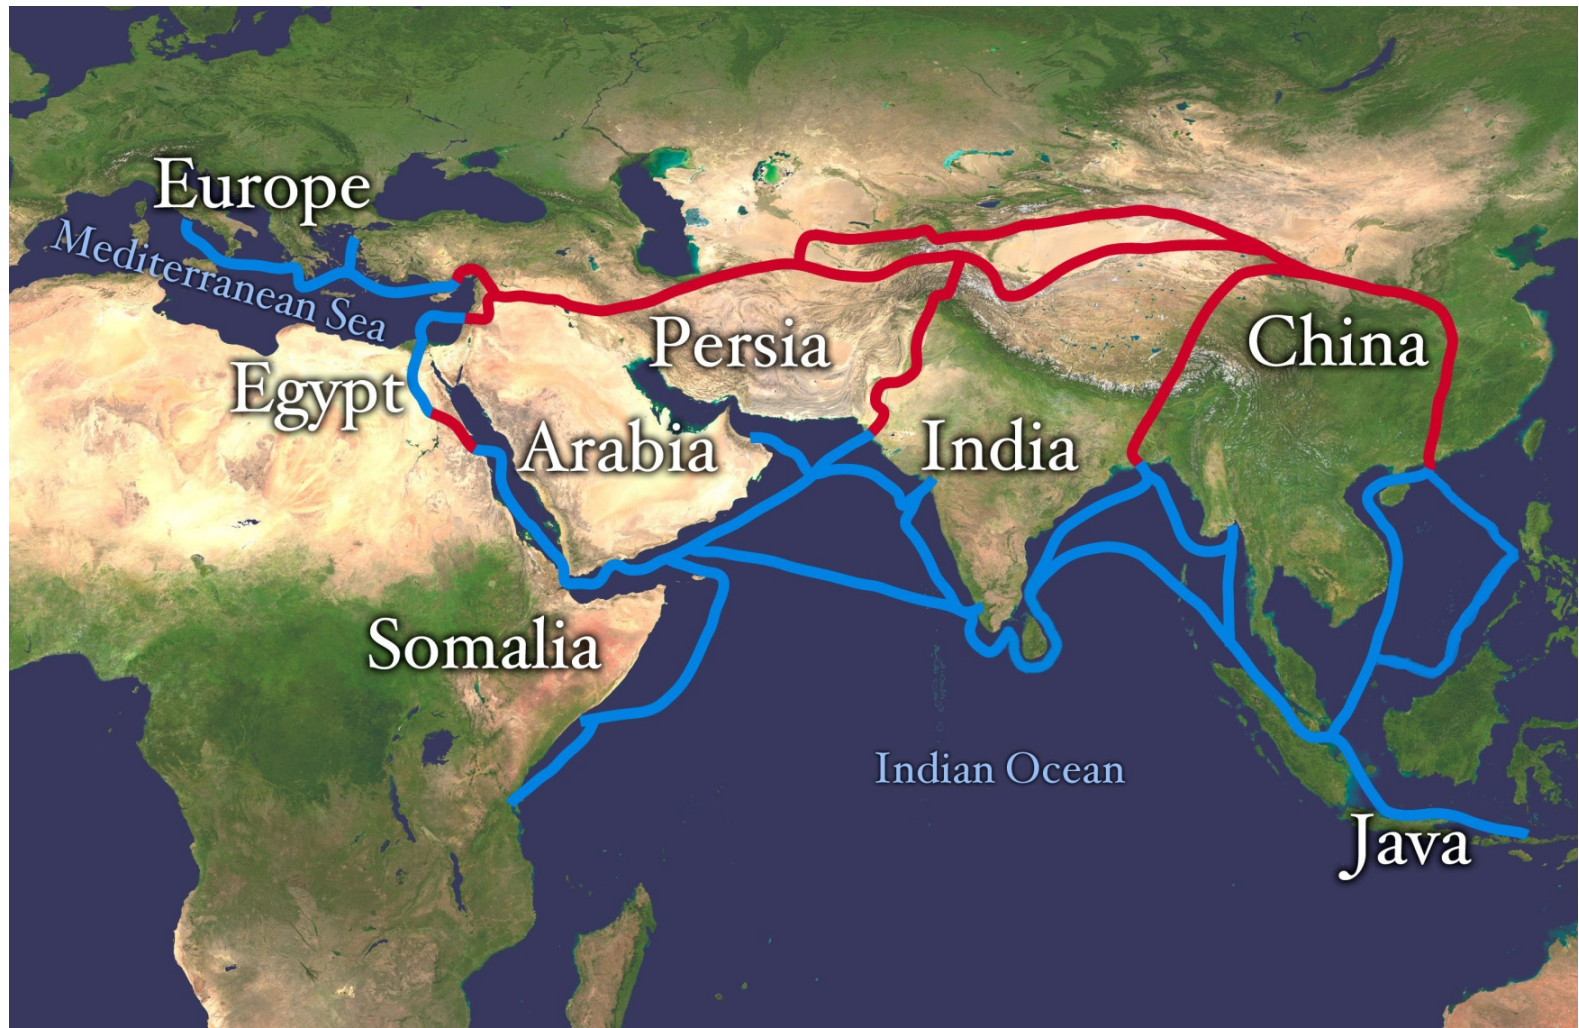 Europe
Mediterranean Sea
Persia
China
Egypt
Arabia
India
Somalia
Indian Ocean
Java